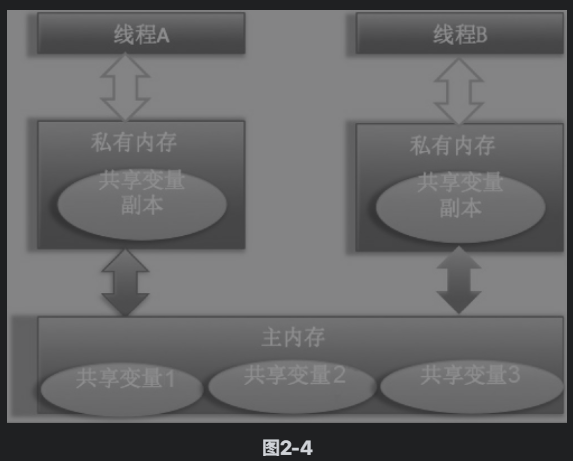 线程A
线程B
私有内存
私有内存
共享变量
副本
共享变量
副本
主内存
共享变量1
共享变量2
共享变量3
图2-4